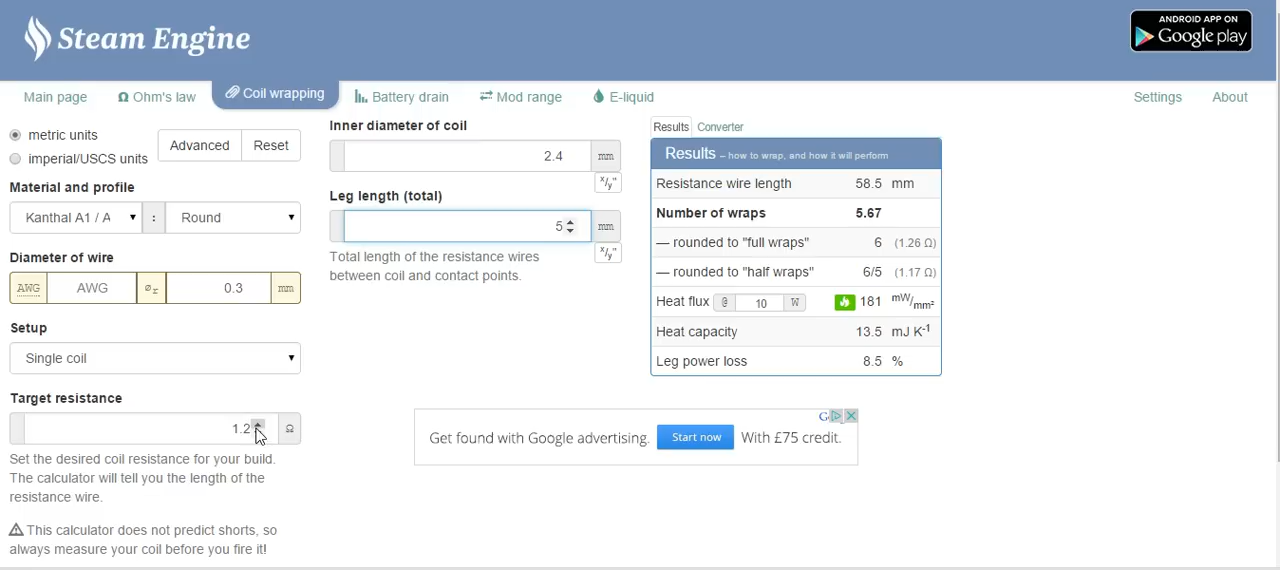 Steam Engine
ANDROID APP ON
Google play
Main page
Ω Ohm's law
Coil wrapping
Battery drain
Mod range
E-liquid
Settings
About
metric units
imperial/USCS units
Advanced
Reset
Material and profile
Kanthal A1 / A
:
Round
Diameter of wire
AWG
AWG
0.3
mm
Setup
Single coil
Target resistance
1.2
Ω
Set the desired coil resistance for your build.
The calculator will tell you the length of the
resistance wire.
This calculator does not predict shorts, so
always measure your coil before you fire it!
Inner diameter of coil
2.4
mm
x/y"
Leg length (total)
5
mm
x/y"
Total length of the resistance wires
between coil and contact points.
Results
Converter
Results – how to wrap, and how it will perform
Resistance wire length 58.5 mm
Number of wraps 5.67
— rounded to "full wraps" 6 (1.26 Ω)
— rounded to "half wraps" 6/5 (1.17 Ω)
Heat flux @ 10 W 181 mW/mm²
Heat capacity 13.5 mJ K-1
Leg power loss 8.5 %
Get found with Google advertising.
Start now
With £75 credit.